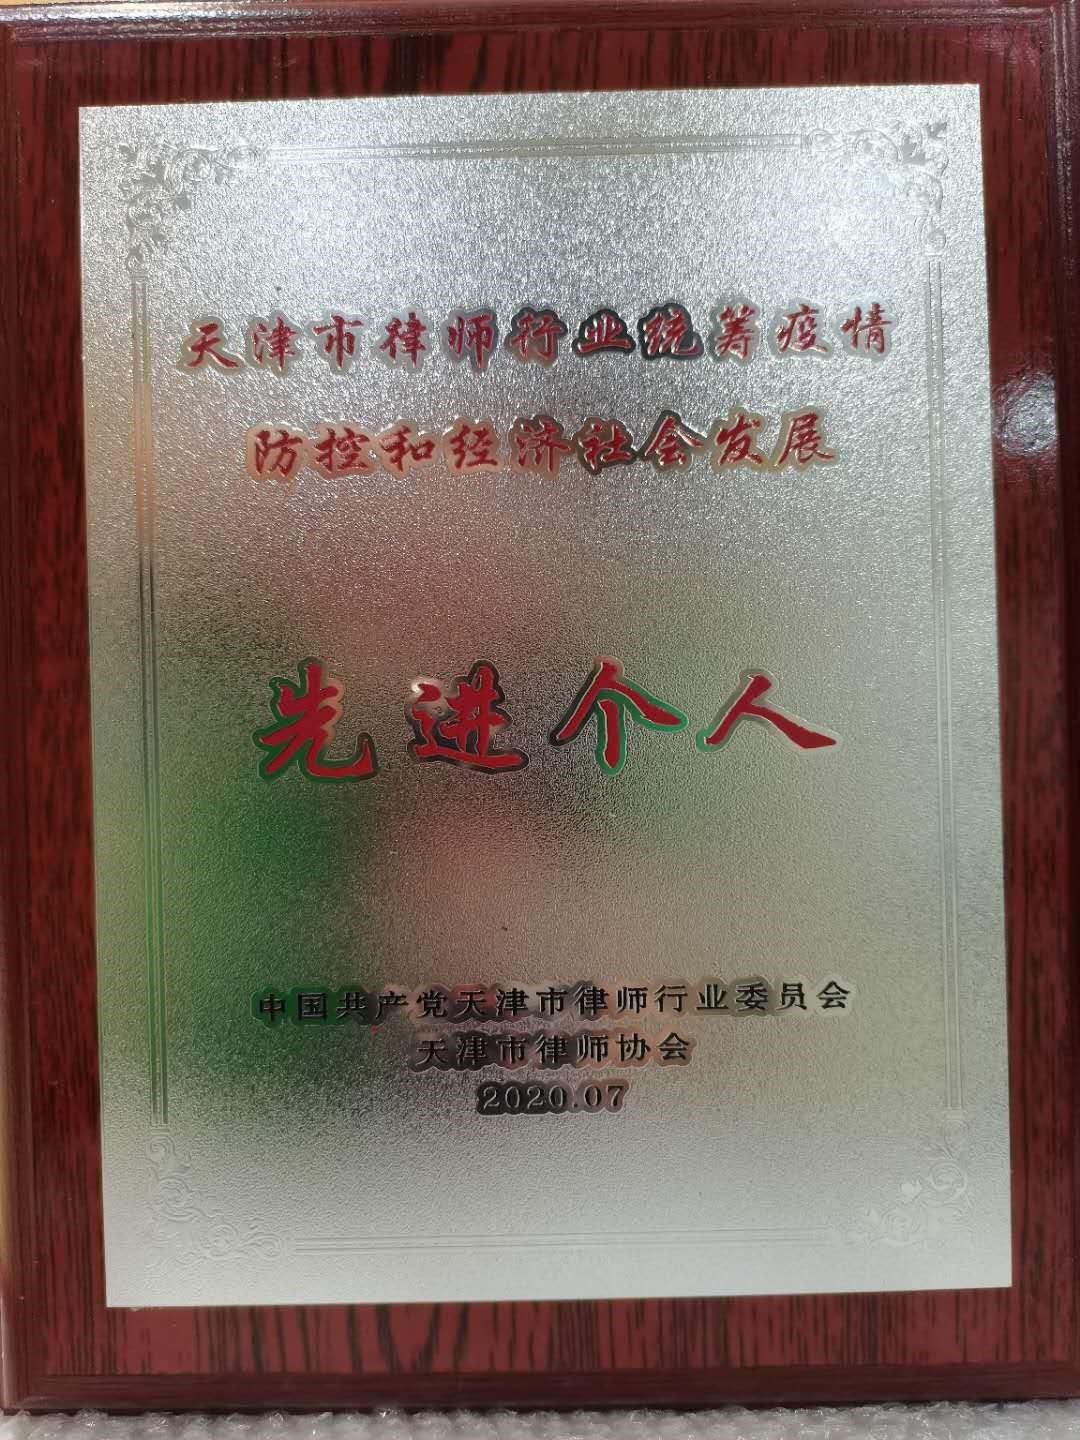 天津市律师行业统筹疫情
防控和经济社会发展
先进个人
中国共产党天津市律师行业委员会
天津市律师协会
2020.07